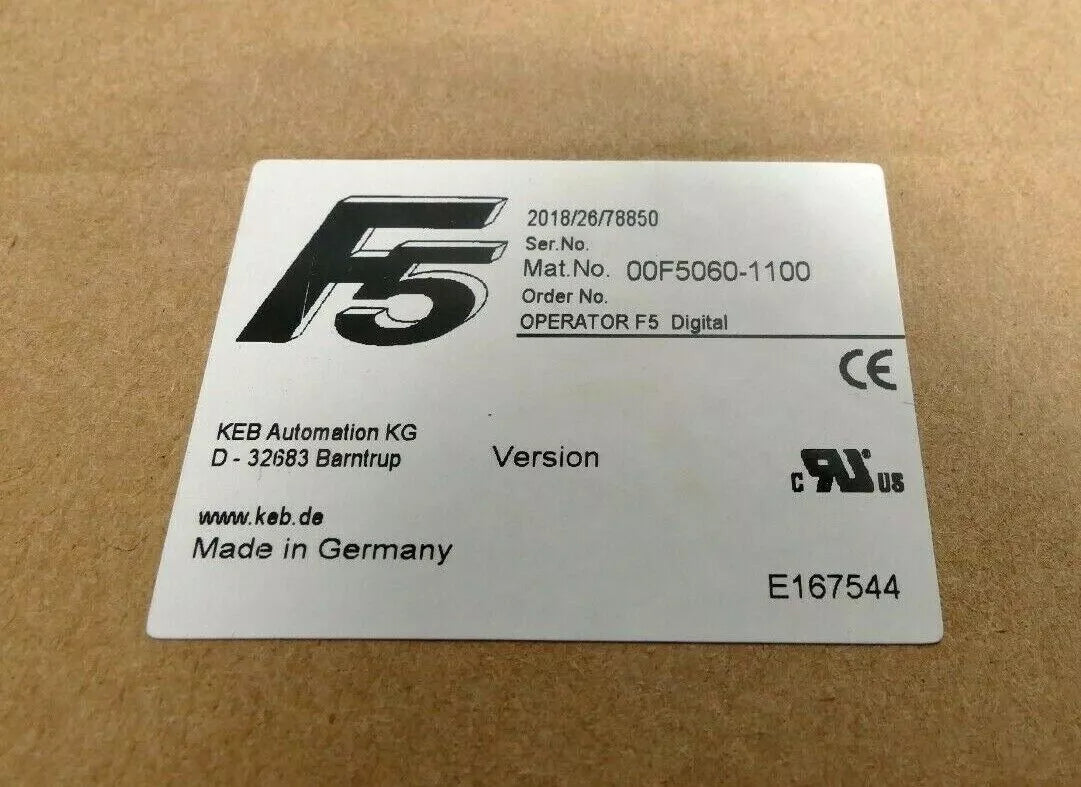 F5
2018/26/78850
Ser.No.
Mat.No. 00F5060-1100
Order No.
OPERATOR F5 Digital
CE
KEB Automation KG
D - 32683 Barntrup
Version
c RU US
www.keb.de
Made in Germany
E167544